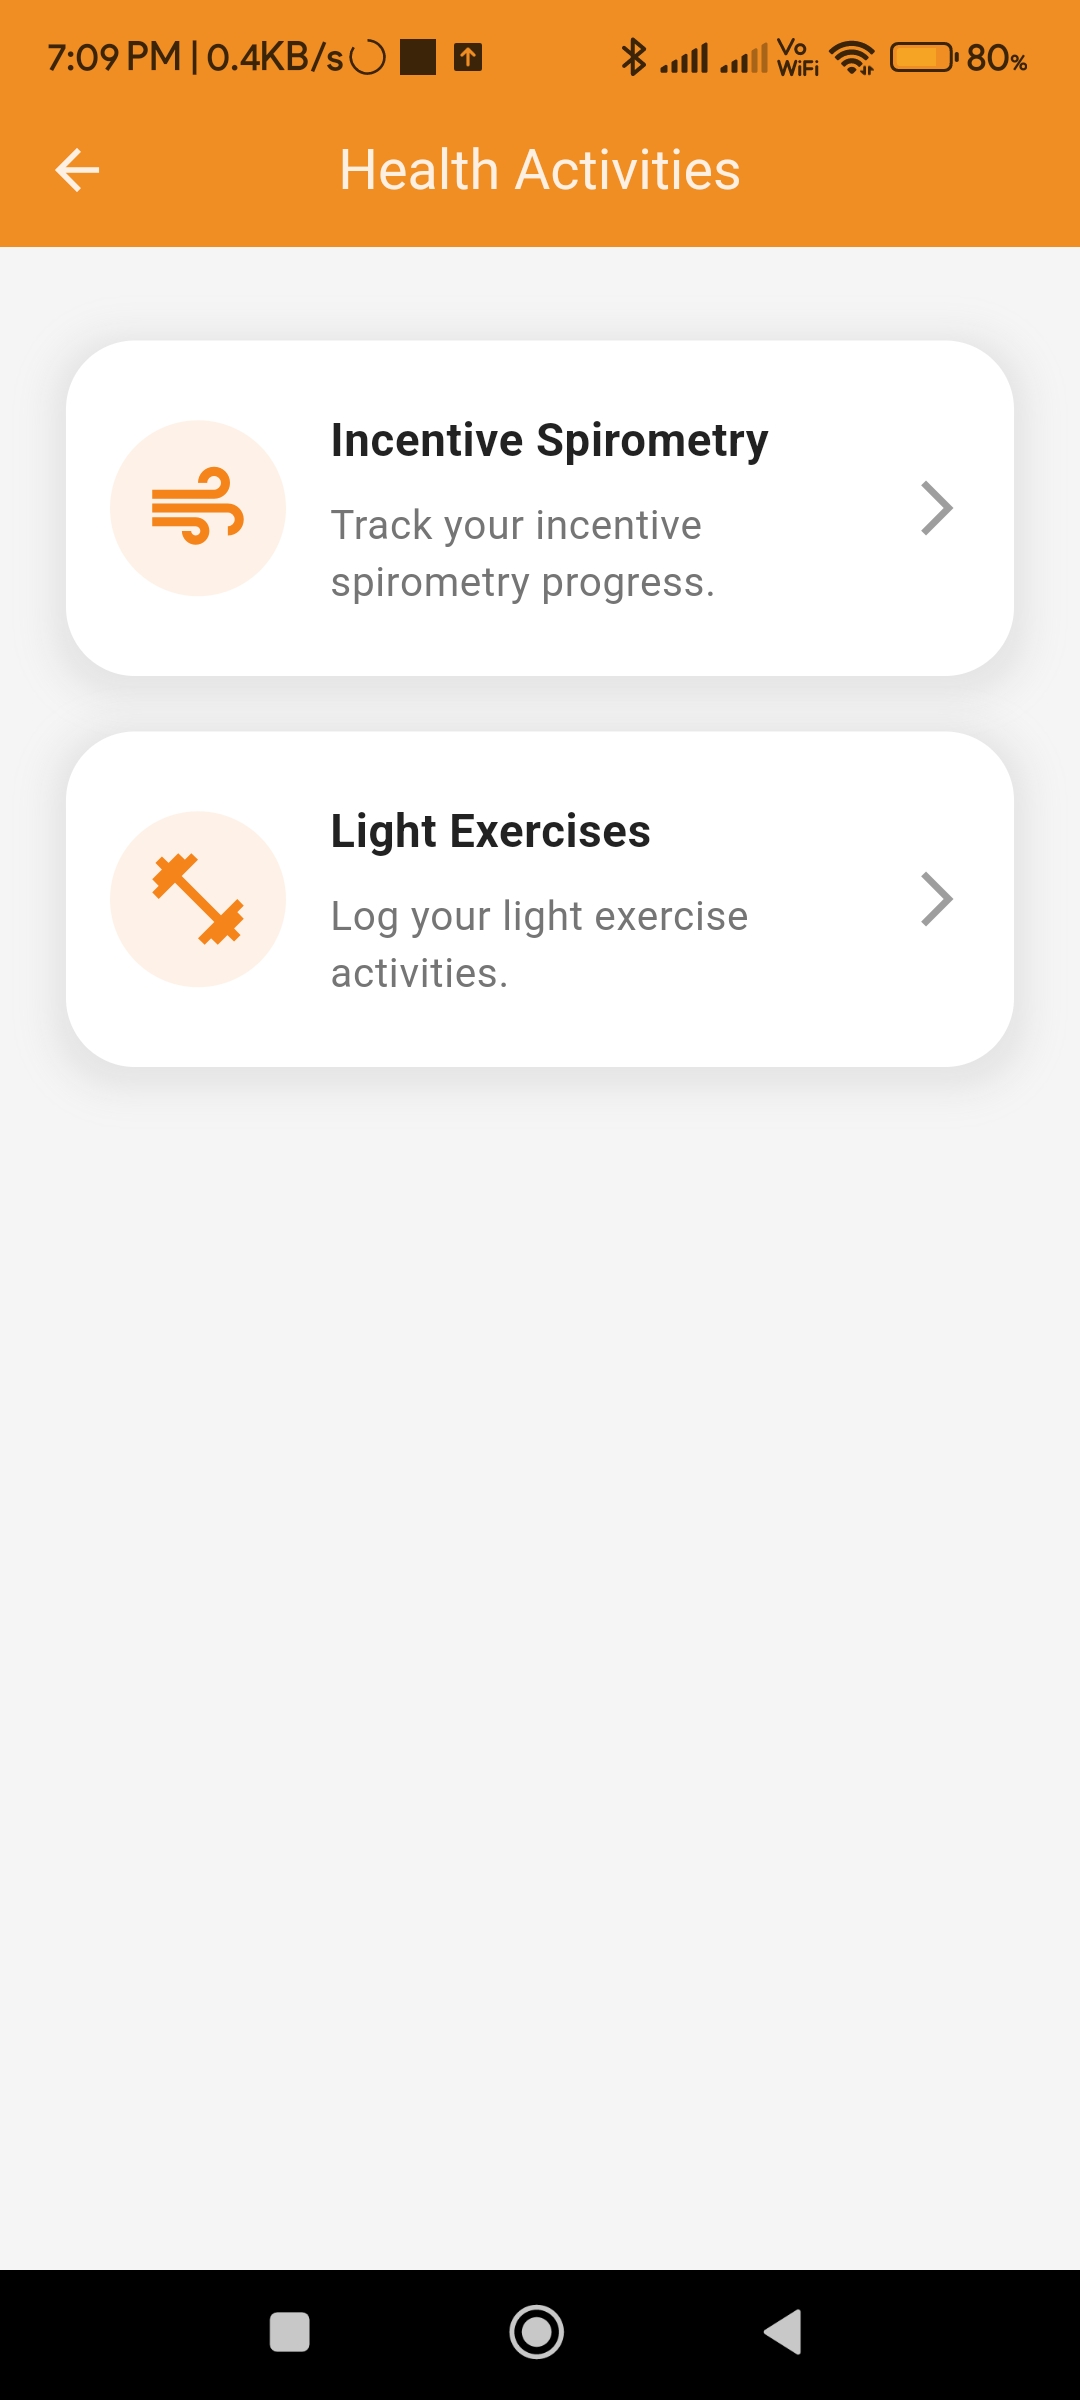 7:09 PM | 0.4KB/s Vo WiFi 80%
Health Activities
Incentive Spirometry
Track your incentive
spirometry progress.
Light Exercises
Log your light exercise
activities.